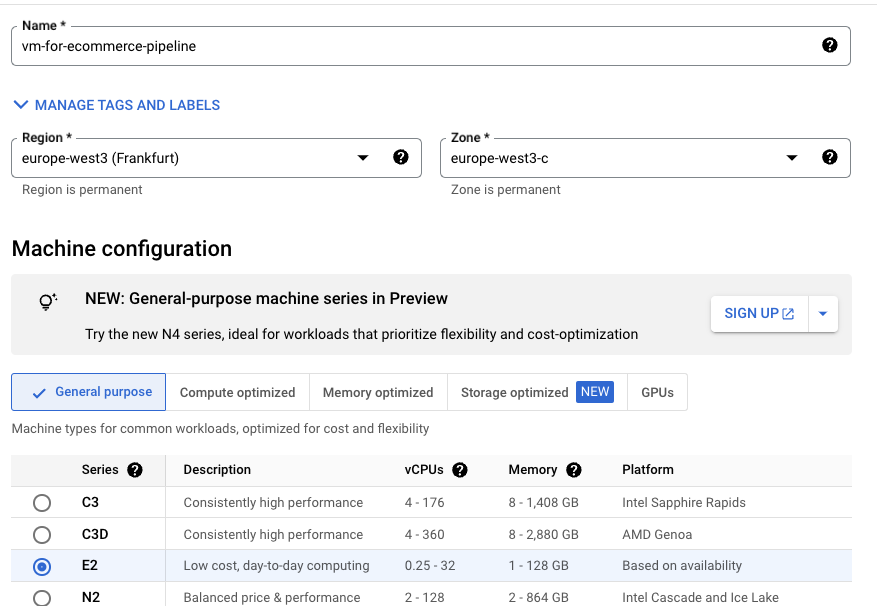 Name *
vm-for-ecommerce-pipeline
MANAGE TAGS AND LABELS
Region * Zone *
europe-west3 (Frankfurt) europe-west3-c
Region is permanent Zone is permanent
Machine configuration
NEW: General-purpose machine series in Preview
Try the new N4 series, ideal for workloads that prioritize flexibility and cost-optimization
SIGN UP
General purpose Compute optimized Memory optimized Storage optimized NEW GPUs
Machine types for common workloads, optimized for cost and flexibility
Series Description vCPUs Memory Platform
C3 Consistently high performance 4 - 176 8 - 1,408 GB Intel Sapphire Rapids
C3D Consistently high performance 4 - 360 8 - 2,880 GB AMD Genoa
E2 Low cost, day-to-day computing 0.25 - 32 1 - 128 GB Based on availability
N2 Balanced price & performance 2 - 128 2 - 864 GB Intel Cascade and Ice Lake